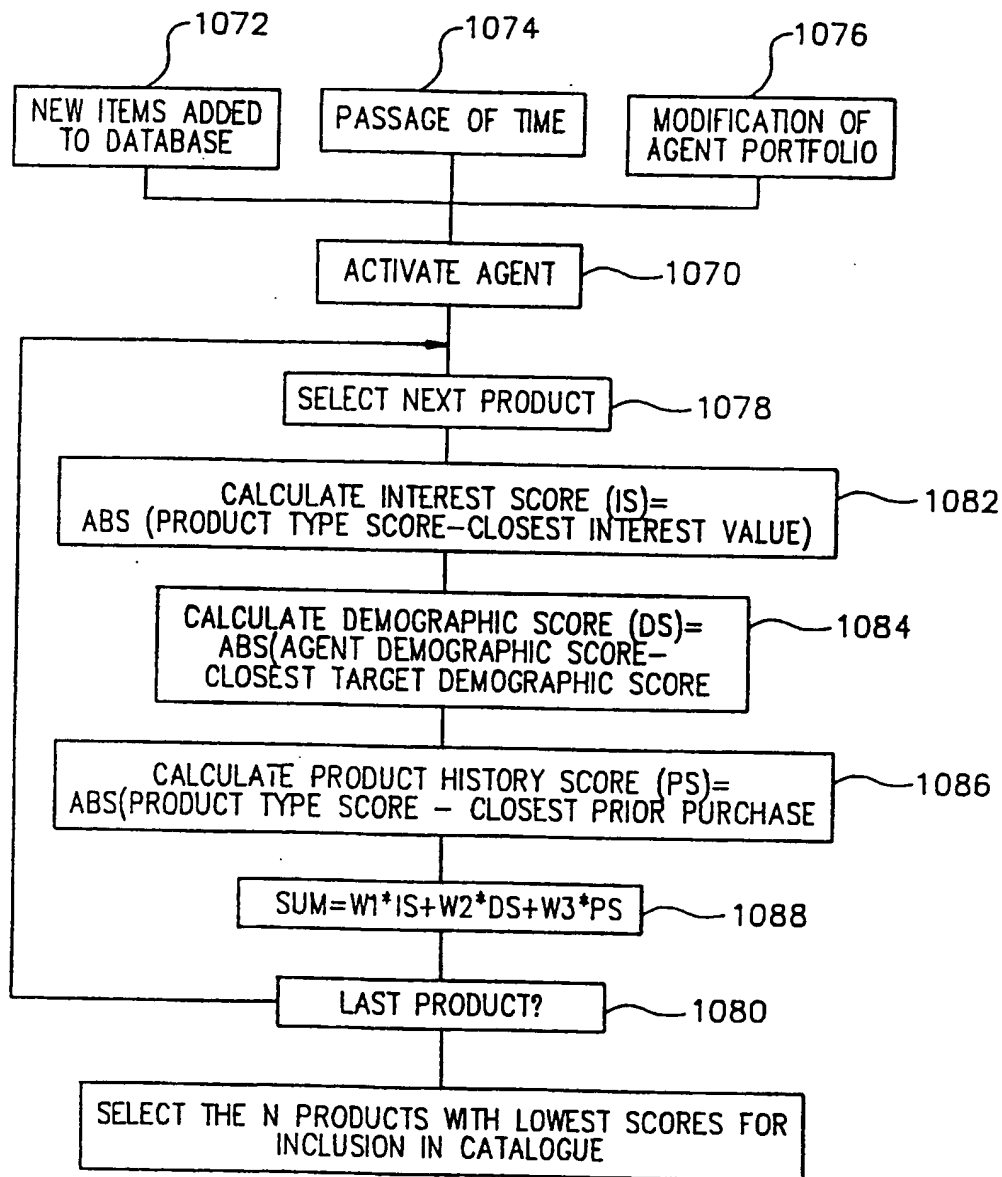 1072
1074
1076
NEW ITEMS ADDED
TO DATABASE
PASSAGE OF TIME
MODIFICATION OF
AGENT PORTFOLIO
ACTIVATE AGENT
1070
SELECT NEXT PRODUCT
1078
CALCULATE INTEREST SCORE (IS)=
ABS (PRODUCT TYPE SCORE-CLOSEST INTEREST VALUE)
1082
CALCULATE DEMOGRAPHIC SCORE (DS)=
ABS(AGENT DEMOGRAPHIC SCORE-
CLOSEST TARGET DEMOGRAPHIC SCORE
1084
CALCULATE PRODUCT HISTORY SCORE (PS)=
ABS(PRODUCT TYPE SCORE - CLOSEST PRIOR PURCHASE
1086
SUM=W1*IS+W2*DS+W3*PS
1088
LAST PRODUCT?
1080
SELECT THE N PRODUCTS WITH LOWEST SCORES FOR
INCLUSION IN CATALOGUE